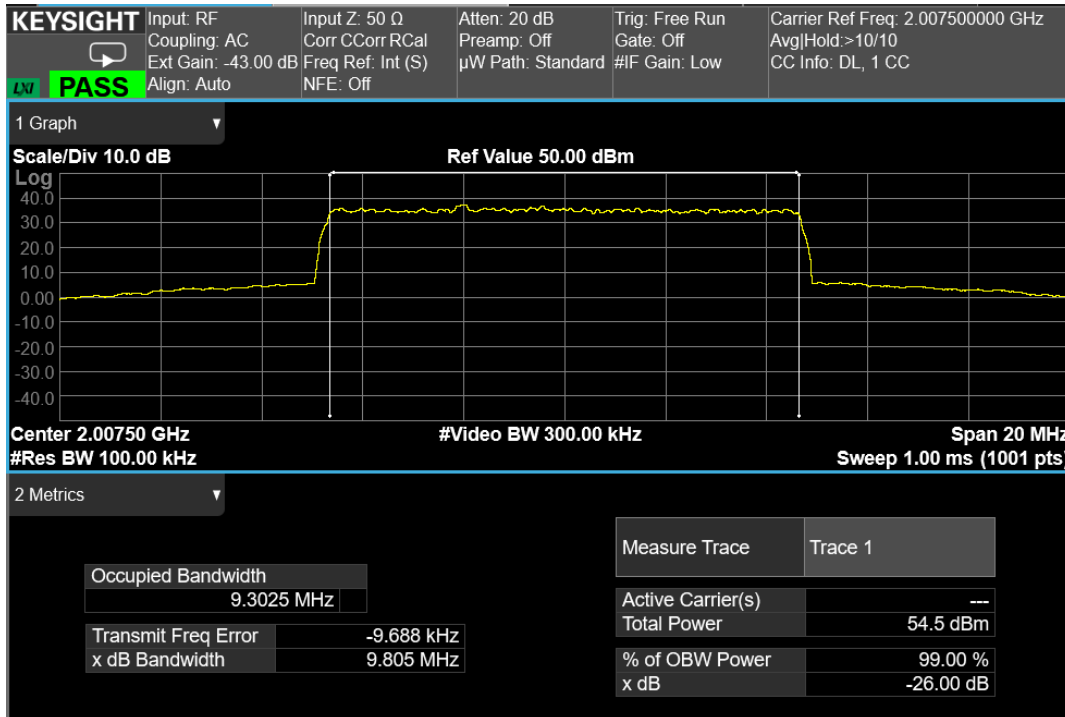 KEYSIGHT
LXI PASS
Input: RF
Coupling: AC
Ext Gain: -43.00 dB
Align: Auto
Input Z: 50 Ω
Corr CCorr RCal
Freq Ref: Int (S)
NFE: Off
Atten: 20 dB
Preamp: Off
µW Path: Standard
Trig: Free Run
Gate: Off
#IF Gain: Low
Carrier Ref Freq: 2.007500000 GHz
Avg|Hold:>10/10
CC Info: DL, 1 CC
1 Graph
Scale/Div 10.0 dB
Ref Value 50.00 dBm
Log
40.0
30.0
20.0
10.0
0.00
-10.0
-20.0
-30.0
-40.0
Center 2.00750 GHz
#Video BW 300.00 kHz
Span 20 MHz
#Res BW 100.00 kHz
Sweep 1.00 ms (1001 pts)
2 Metrics
Measure Trace Trace 1
Occupied Bandwidth
9.3025 MHz
Transmit Freq Error -9.688 kHz
x dB Bandwidth 9.805 MHz
Active Carrier(s) ---
Total Power 54.5 dBm
% of OBW Power 99.00 %
x dB -26.00 dB